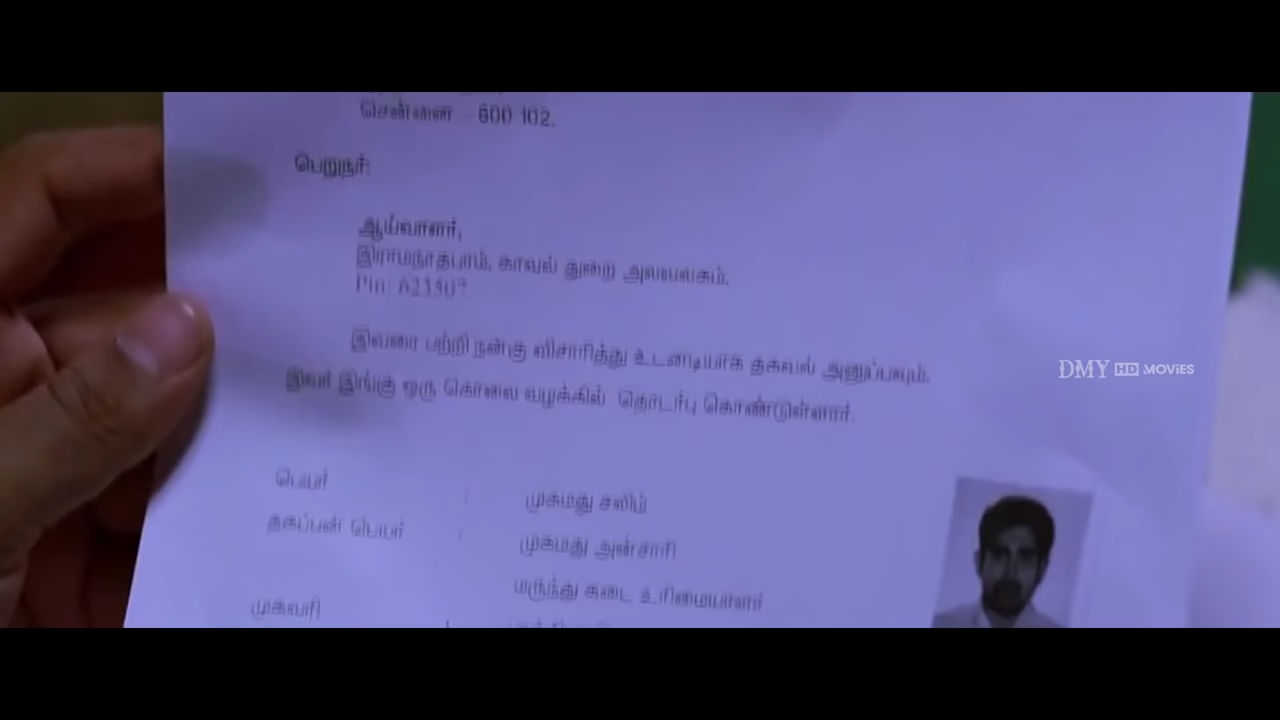 சென்னை - 600 102.
பெறுநர்:
ஆய்வாளர்,
இராமநாதபுரம், காவல் துறை அலுவலகம்.
Pin: 623507
இவரை பற்றி நன்கு விசாரித்து உடனடியாக தகவல் அனுப்பவும்.
இவர் இங்கு ஒரு கொலை வழக்கில் தொடர்பு கொண்டுள்ளார்.
பெயர் : முகமது சலிம்
தகப்பன் பெயர் : முகமது அன்சாரி
மருந்து கடை உரிமையாளர்
முகவரி
DMY HD MOVIES